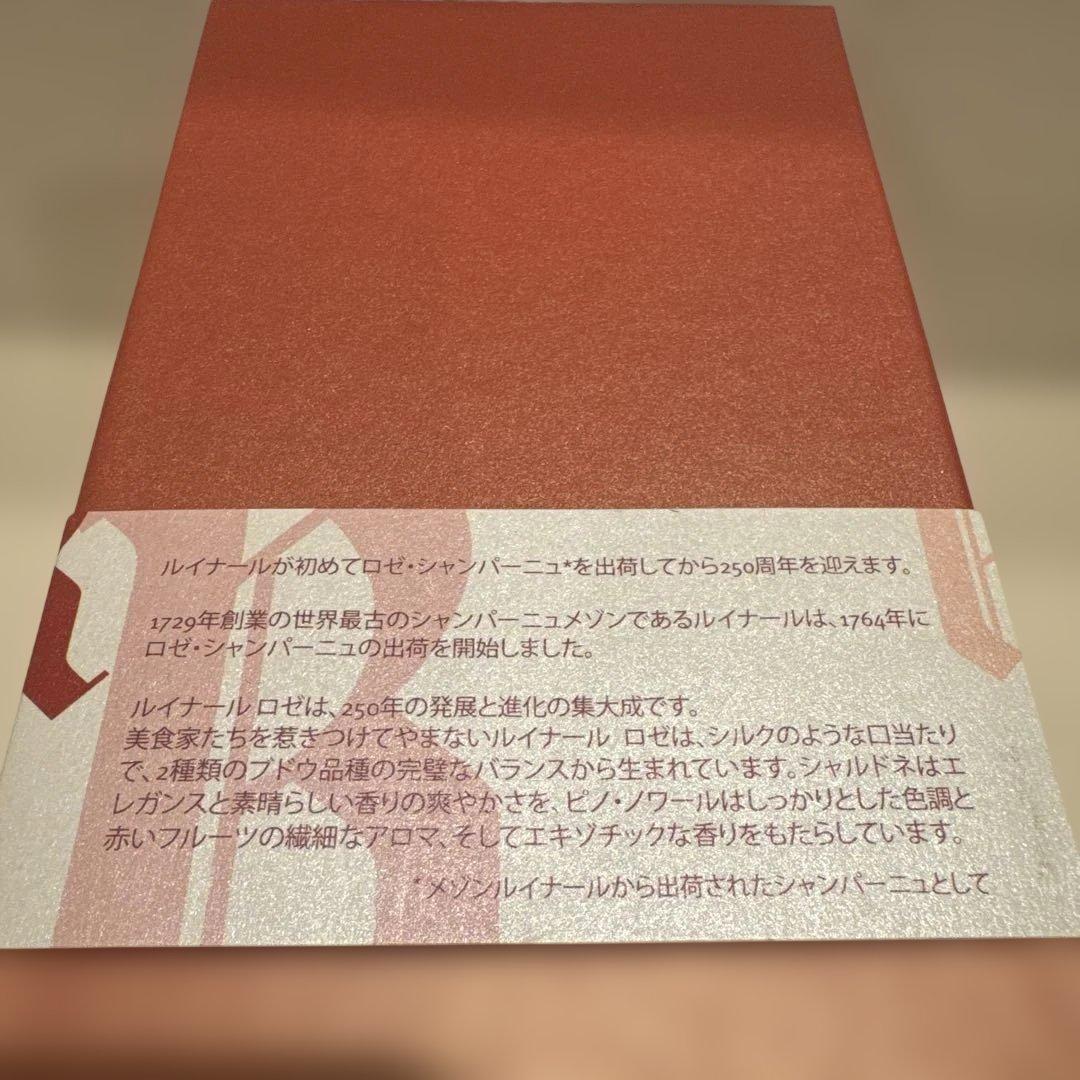 ルイナールが初めてロゼ・シャンパーニュ*を出荷してから250周年を迎えます。
1729年創業の世界最古のシャンパーニュメゾンであるルイナールは、1764年に
ロゼ・シャンパーニュの出荷を開始しました。
ルイナール ロゼは、250年の発展と進化の集大成です。
美食家たちを惹きつけてやまないルイナール ロゼは、シルクのような口当たり
で、2種類のブドウ品種の完璧なバランスから生まれています。シャルドネはエ
レガンスと素晴らしい香りの爽やかさを、ピノ・ノワールはしっかりとした色調と
赤いフルーツの繊細なアロマ、そしてエキゾチックな香りをもたらしています。
*メゾンルイナールから出荷されたシャンパーニュとして